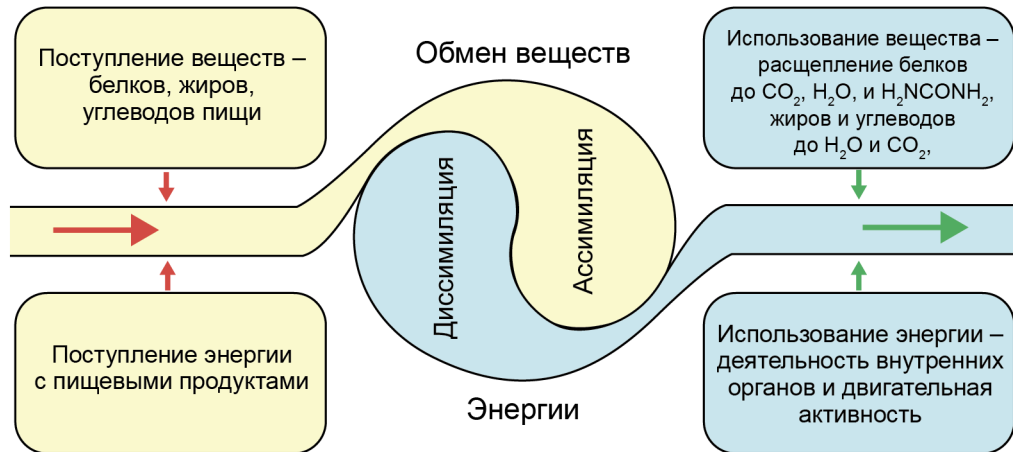 Поступление веществ –
белков, жиров,
углеводов пищи
Обмен веществ
Использование вещества –
расщепление белков
до CO₂, H₂O, и H₂NCONH₂,
жиров и углеводов
до H₂O и CO₂,
Диссимиляция
Ассимиляция
Поступление энергии
с пищевыми продуктами
Энергии
Использование энергии –
деятельность внутренних
органов и двигательная
активность